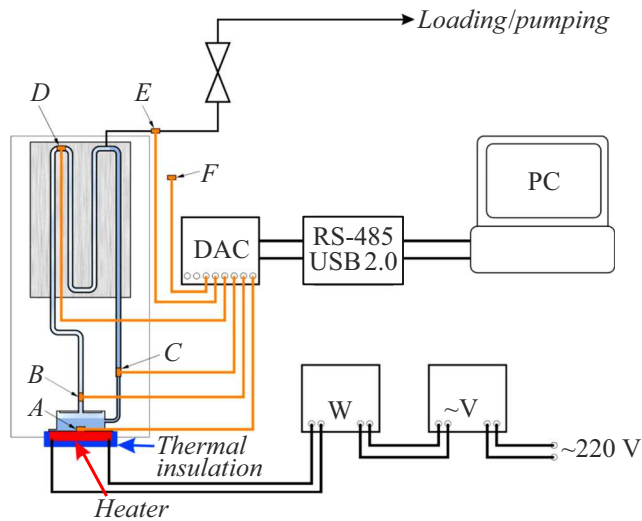 Loading/pumping
D
E
F
PC
DAC
RS-485
USB 2.0
C
B
A
W
~V
~220 V
Thermal
insulation
Heater